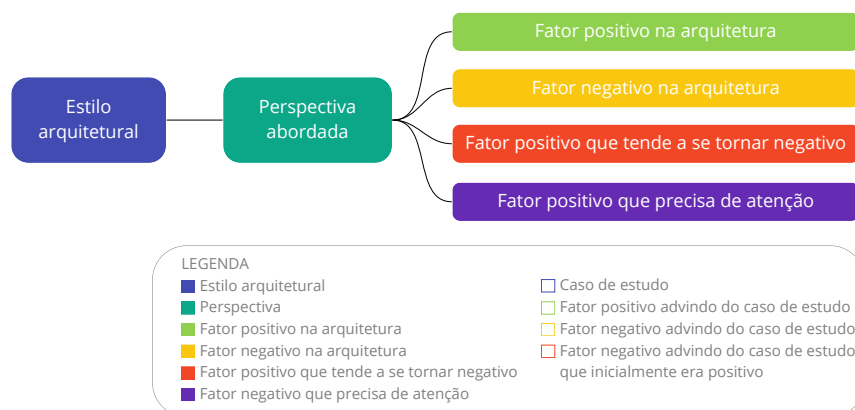 Estilo
arquitetural
Perspectiva
abordada
Fator positivo na arquitetura
Fator negativo na arquitetura
Fator positivo que tende a se tornar negativo
Fator positivo que precisa de atenção
LEGENDA
Estilo arquitetural
Perspectiva
Fator positivo na arquitetura
Fator negativo na arquitetura
Fator positivo que tende a se tornar negativo
Fator negativo que precisa de atenção
Caso de estudo
Fator positivo advindo do caso de estudo
Fator negativo advindo do caso de estudo
Fator negativo advindo do caso de estudo
que inicialmente era positivo